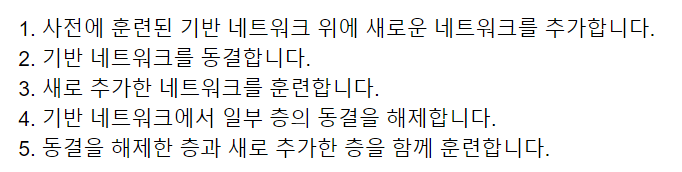 1. 사전에 훈련된 기반 네트워크 위에 새로운 네트워크를 추가합니다.
2. 기반 네트워크를 동결합니다.
3. 새로 추가한 네트워크를 훈련합니다.
4. 기반 네트워크에서 일부 층의 동결을 해제합니다.
5. 동결을 해제한 층과 새로 추가한 층을 함께 훈련합니다.